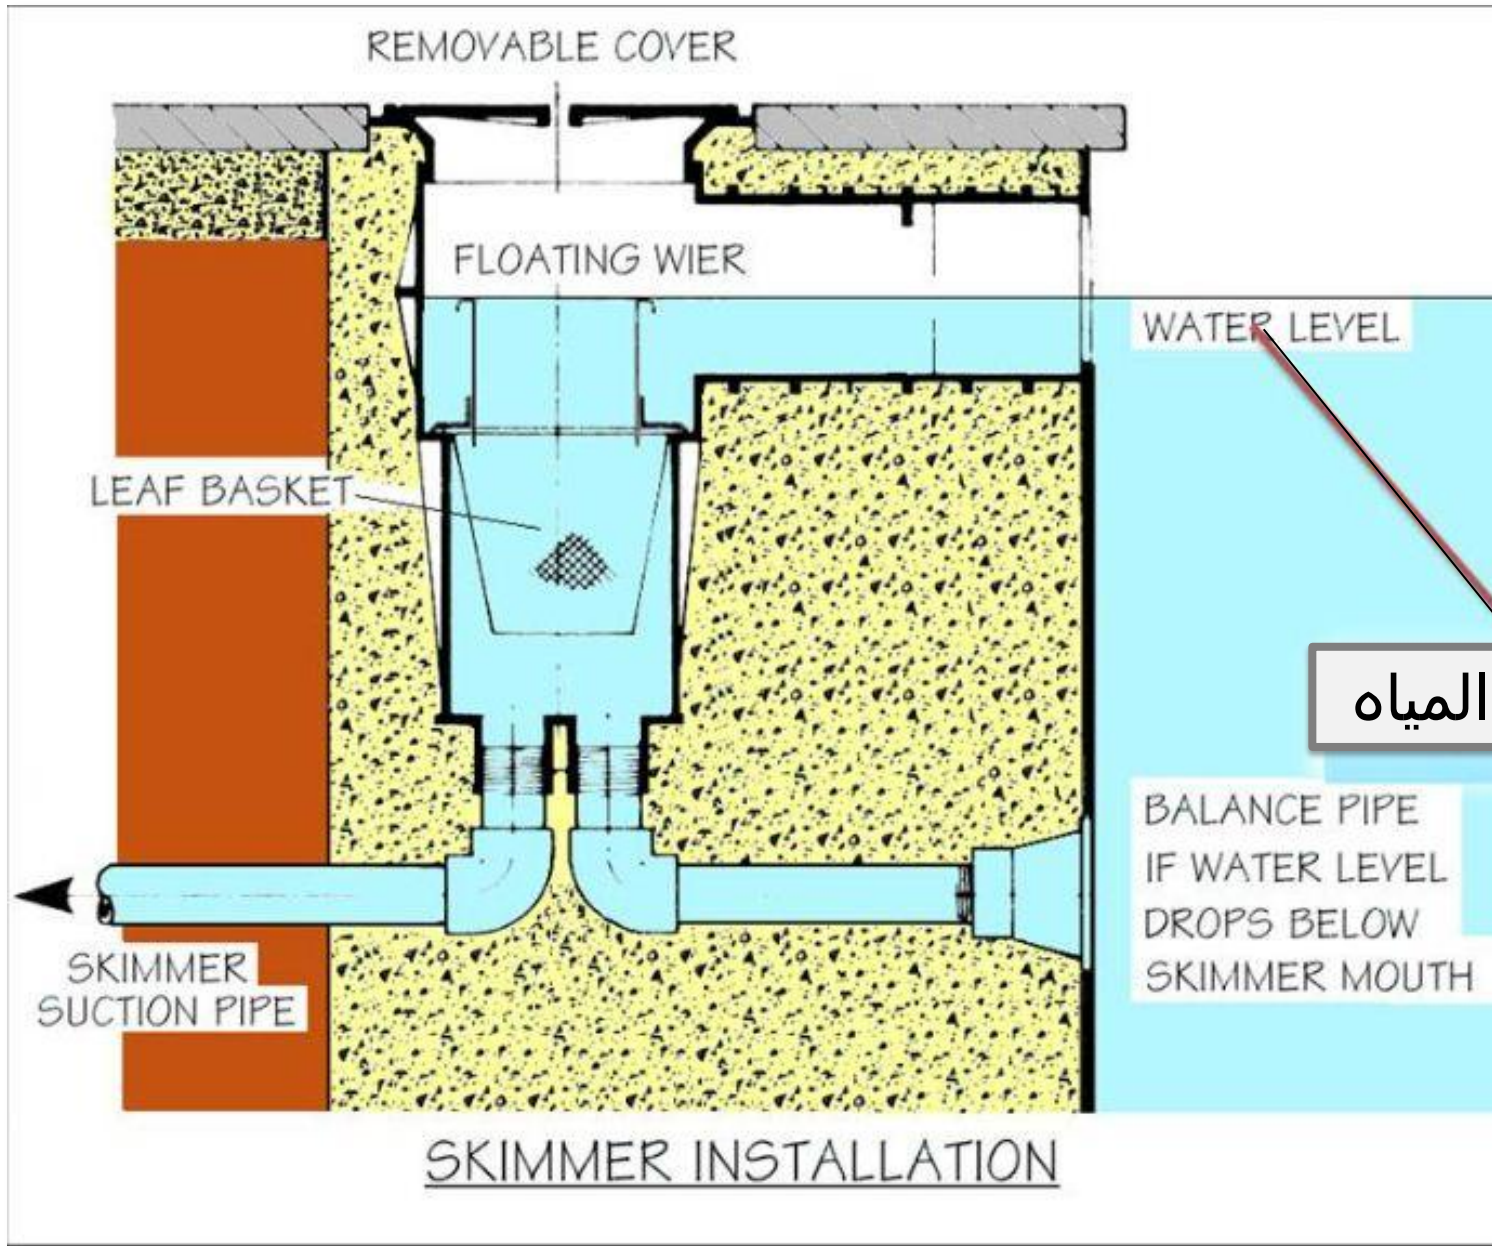 REMOVABLE COVER
FLOATING WIER
WATER LEVEL
LEAF BASKET
المياه
BALANCE PIPE
IF WATER LEVEL
DROPS BELOW
SKIMMER MOUTH
SKIMMER
SUCTION PIPE
SKIMMER INSTALLATION